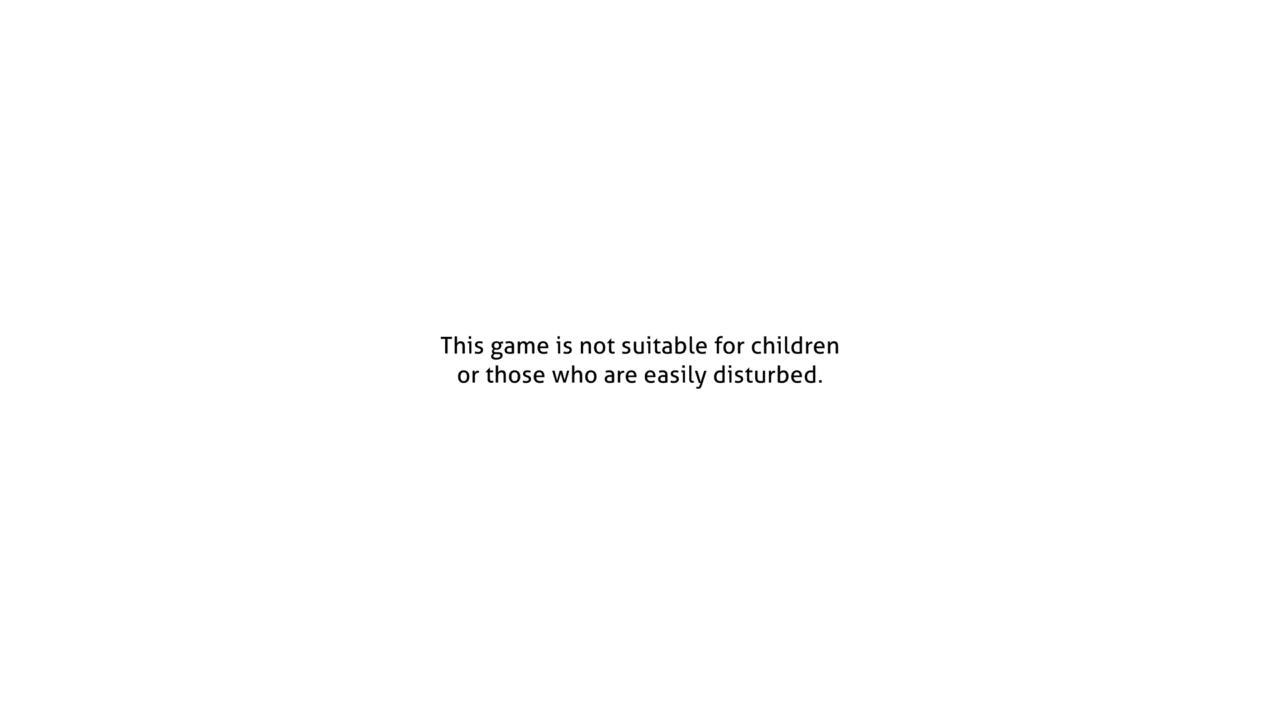 This game is not suitable for children
or those who are easily disturbed.